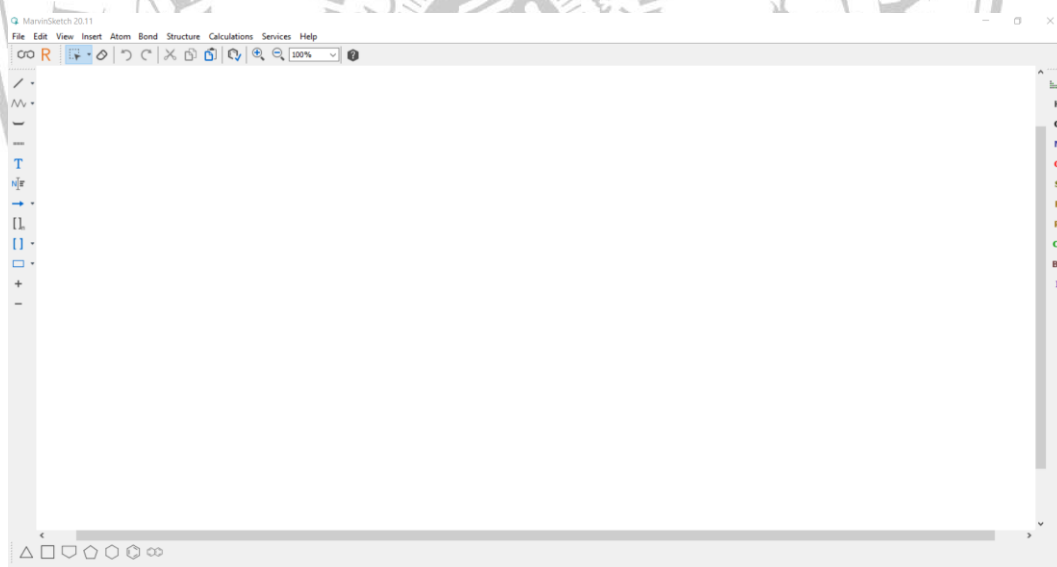 MarvinSketch 20.11
File Edit View Insert Atom Bond Structure Calculations Services Help
R
100%
T
N
[ ]n
[ ]